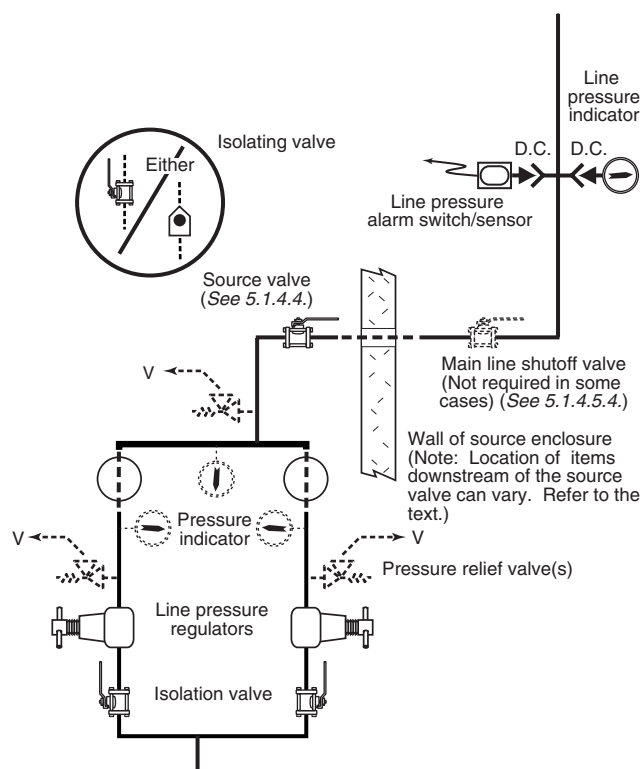 Line
pressure
indicator
D.C.
D.C.
Isolating valve
Either
Line pressure
alarm switch/sensor
Source valve
(See 5.1.4.4.)
V
Main line shutoff valve
(Not required in some
cases) (See 5.1.4.5.4.)
Wall of source enclosure
(Note: Location of items
downstream of the source
valve can vary. Refer to the
text.)
Pressure
indicator
V
V
Pressure relief valve(s)
Line pressure
regulators
Isolation valve